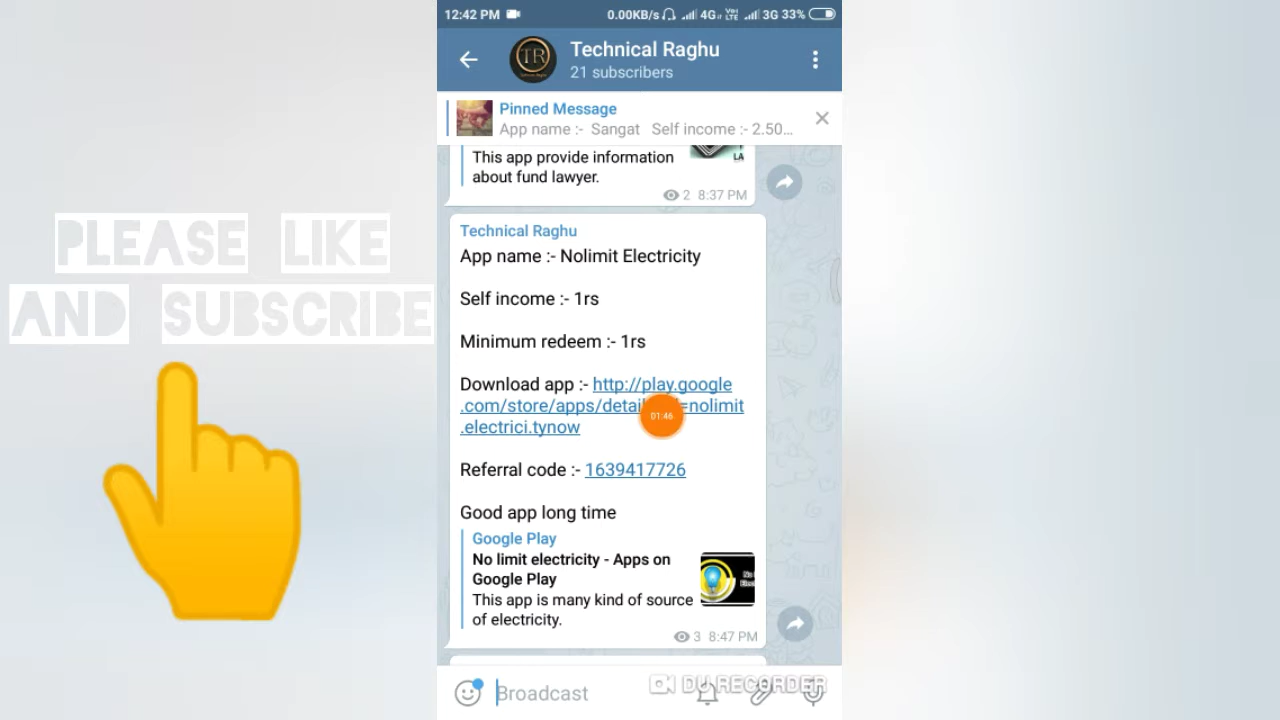 12:42 PM 0.00KB/s 4G VoLTE 3G 33%
TR
Technical Raghu
21 subscribers
Pinned Message
App name :- Sangat Self income :- 2.50...
This app provide information
LA
about fund lawyer.
2 8:37 PM
PLEASE LIKE
AND SUBSCRIBE
Technical Raghu
App name :- Nolimit Electricity
Self income :- 1rs
Minimum redeem :- 1rs
Download app :- http://play.google
.com/store/apps/detai =nolimit
01:46
.electrici.tynow
Referral code :- 1639417726
Good app long time
Google Play
No limit electricity - Apps on
Google Play
This app is many kind of source
of electricity.
3 8:47 PM
Broadcast
DU RECORDER